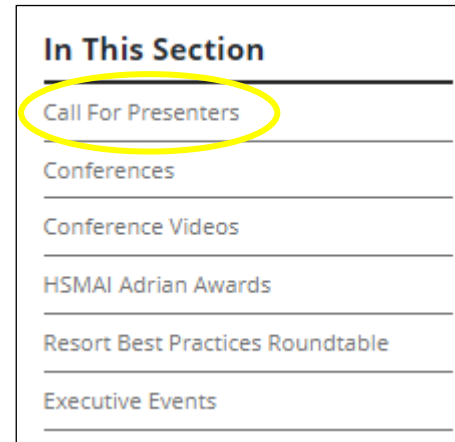 In This Section
Call For Presenters
Conferences
Conference Videos
HSMAI Adrian Awards
Resort Best Practices Roundtable
Executive Events